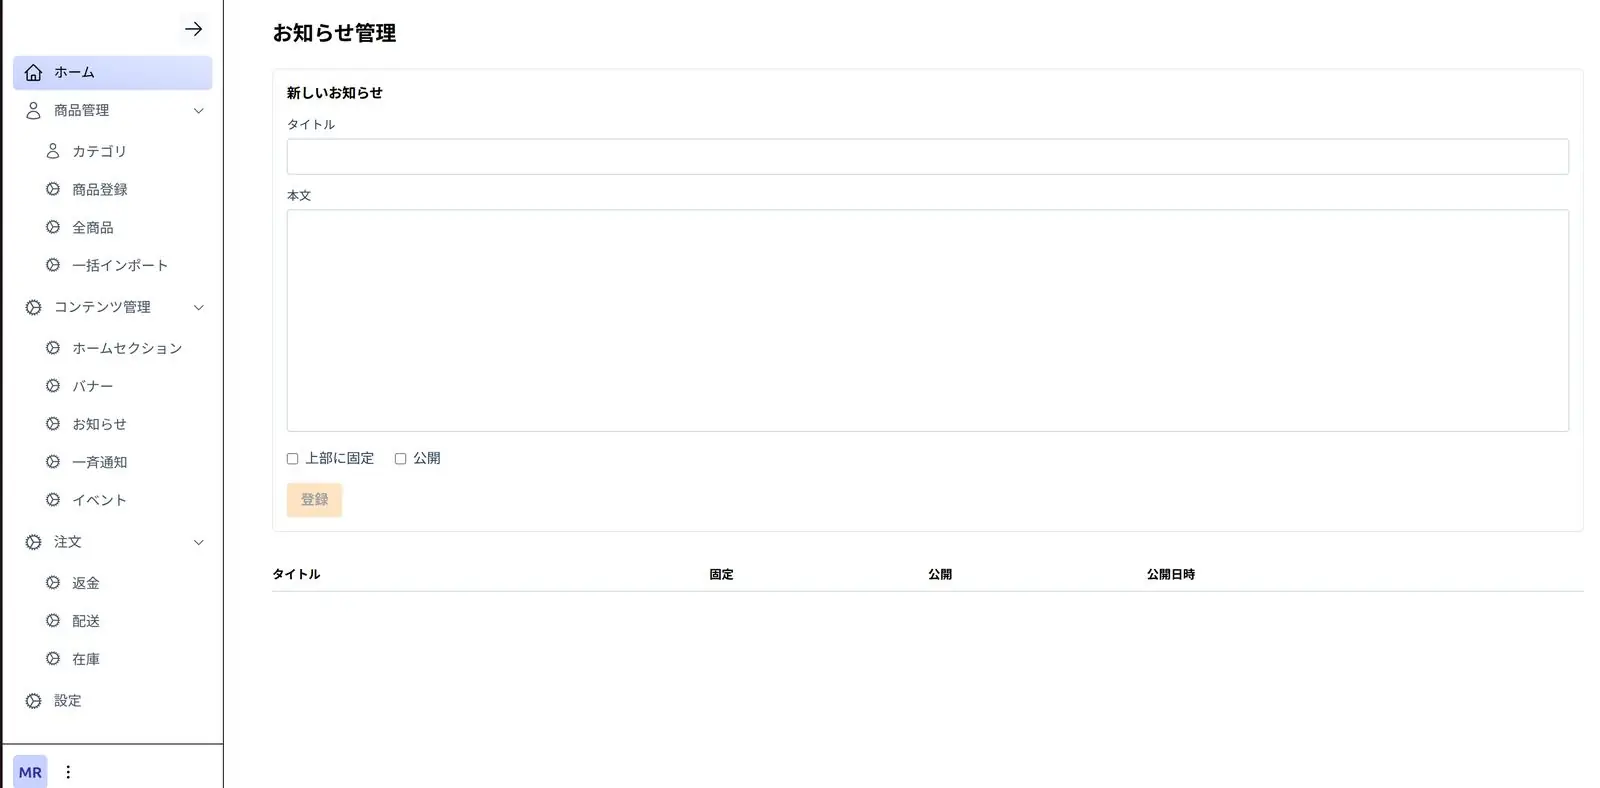 ホーム
商品管理
カテゴリ
商品登録
全商品
一括インポート
コンテンツ管理
ホームセクション
バナー
お知らせ
一斉通知
イベント
注文
返金
配送
在庫
設定
MR
お知らせ管理
新しいお知らせ
タイトル
本文
上部に固定 公開
登録
タイトル 固定 公開 公開日時